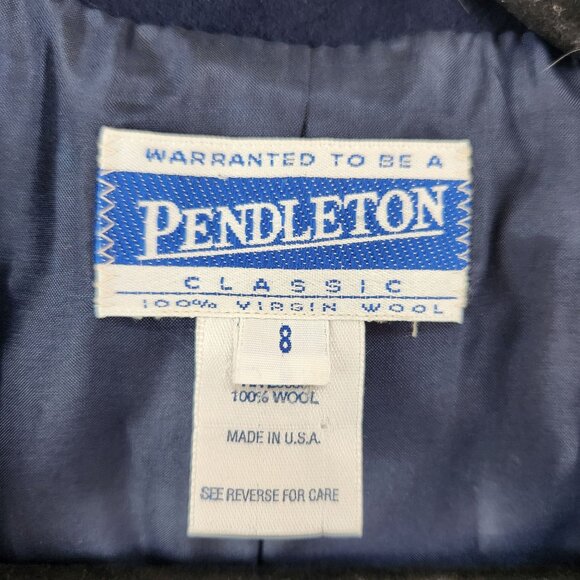 WARRANTED TO BE A
PENDLETON
CLASSIC
100% VIRGIN WOOL
8
100% WOOL
MADE IN U.S.A.
SEE REVERSE FOR CARE